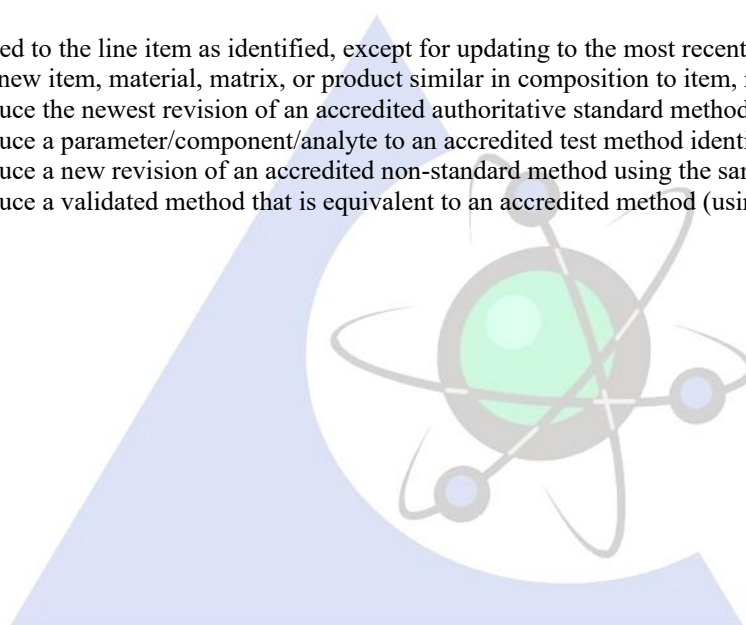 ed to the line item as identified, except for updating to the most recent
new item, material, matrix, or product similar in composition to item,
uce the newest revision of an accredited authoritative standard method
uce a parameter/component/analyte to an accredited test method identi
uce a new revision of an accredited non-standard method using the sa
uce a validated method that is equivalent to an accredited method (usin